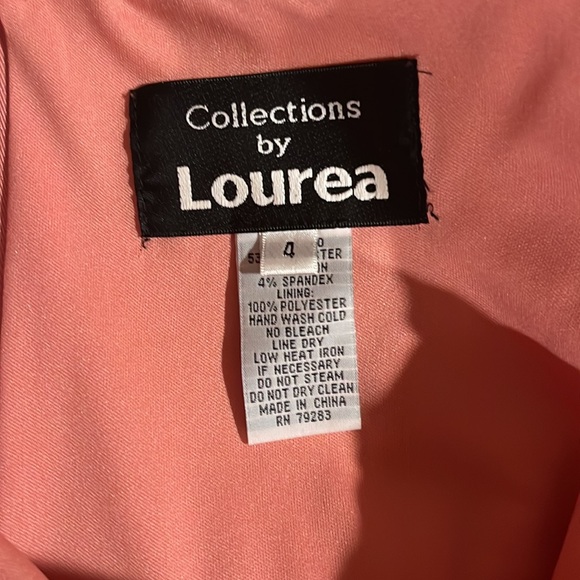 Collections
by
Lourea
4
4% SPANDEX
LINING:
100% POLYESTER
HAND WASH COLD
NO BLEACH
LINE DRY
LOW HEAT IRON
IF NECESSARY
DO NOT STEAM
DO NOT DRY CLEAN
MADE IN CHINA
RN 79283